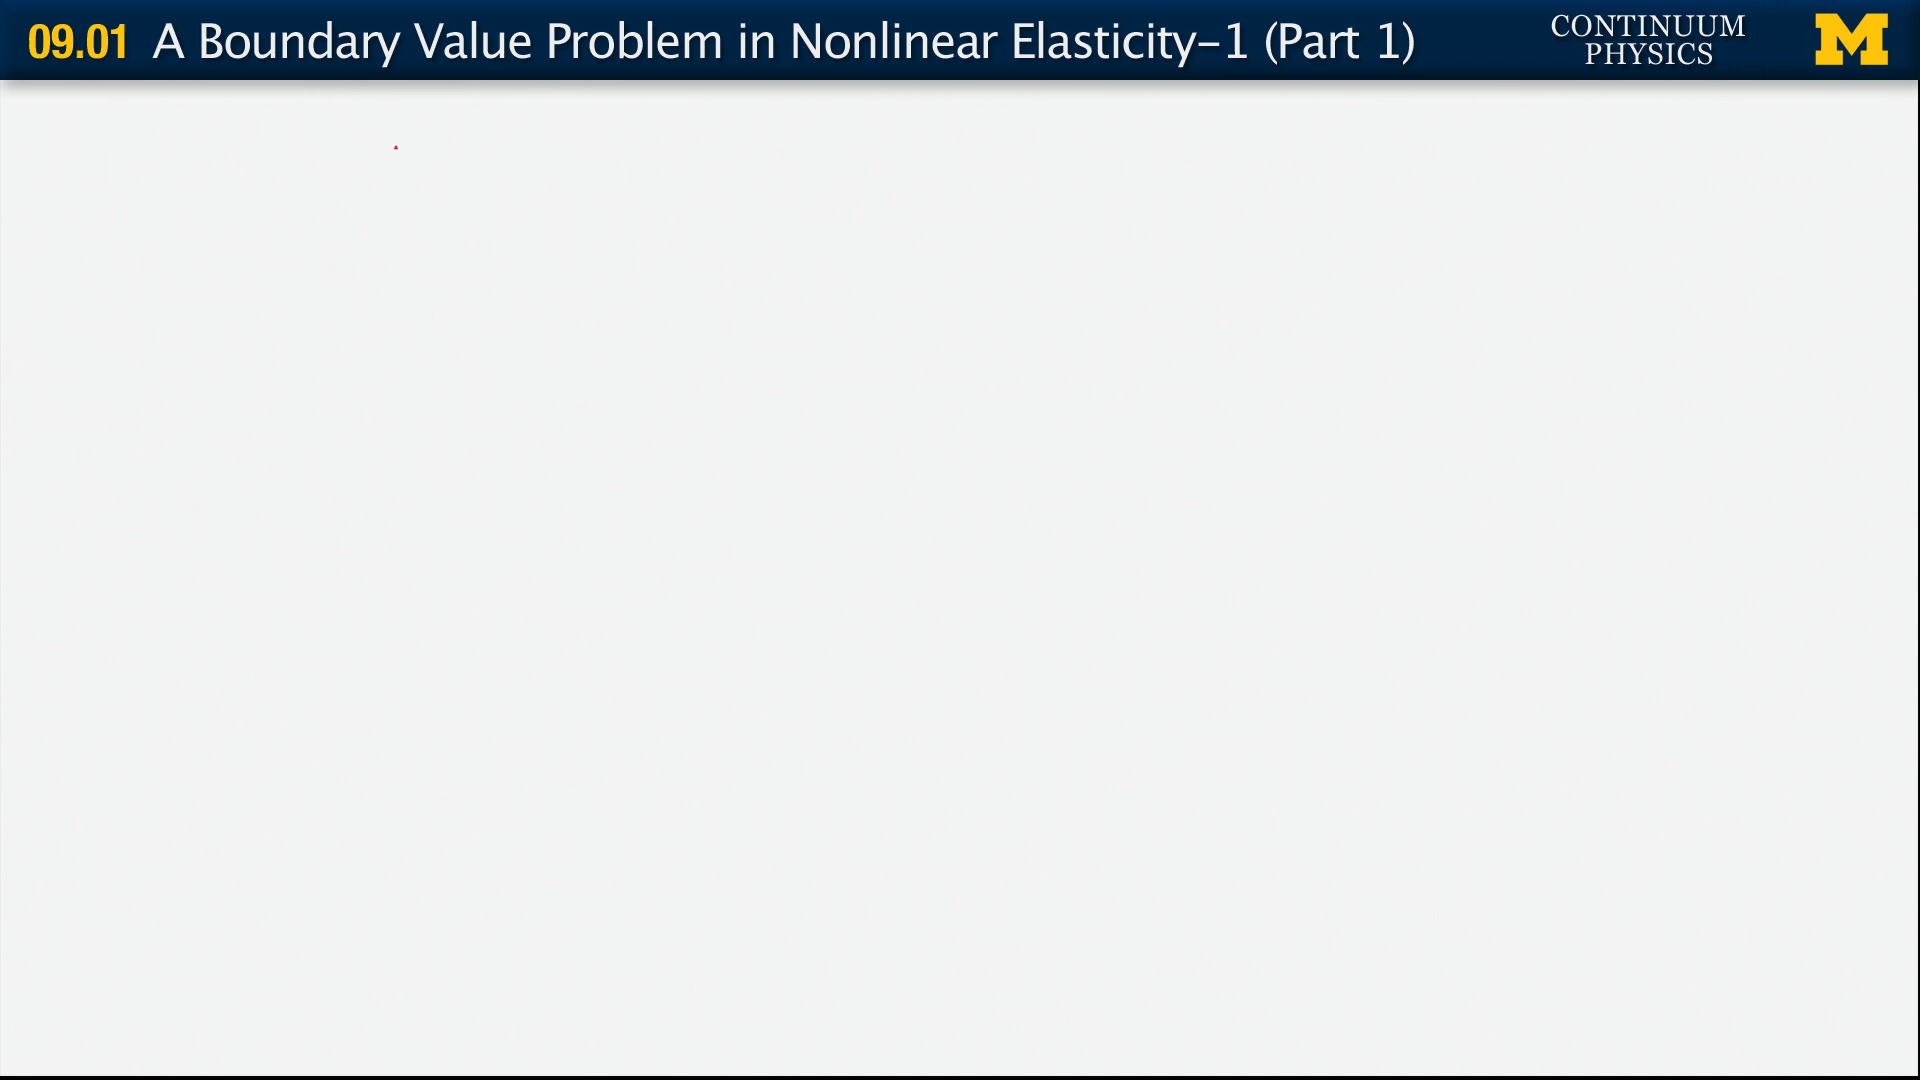 09.01 A Boundary Value Problem in Nonlinear Elasticity–1 (Part 1)
CONTINUUM
PHYSICS
M